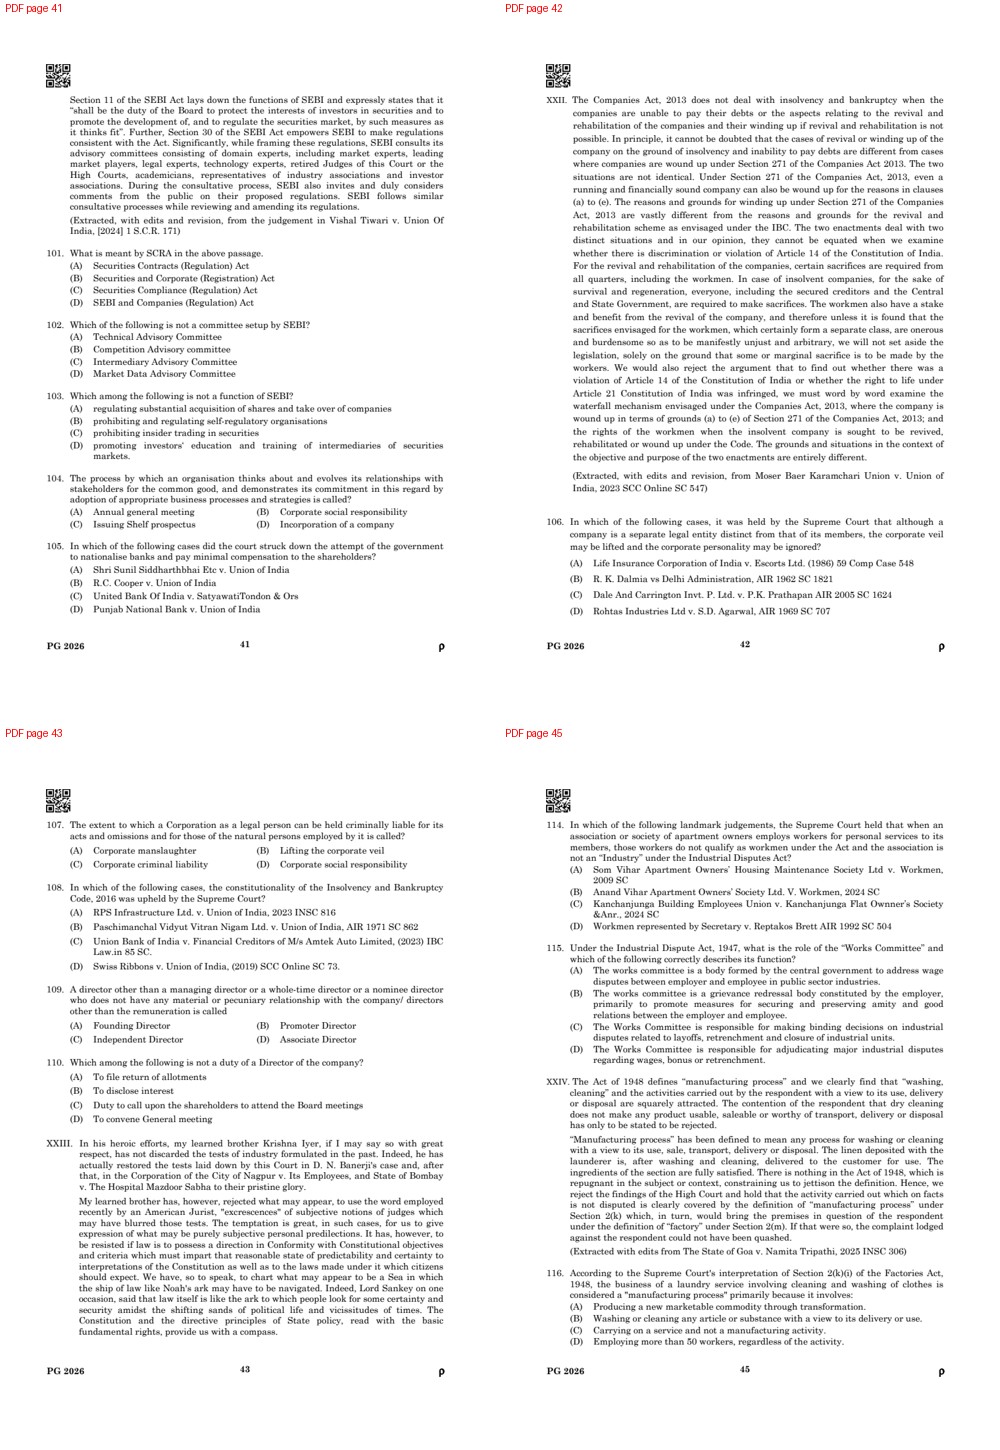 PDF page 41
Section 11 of the SEBI Act lays down the functions of SEBI and expressly states that it
"shall be the duty of the Board to protect the interests of investors in securities and to
promote the development of, and to regulate the securities market, by such measures as
it thinks fit". Further, Section 30 of the SEBI Act empowers SEBI to make regulations
consistent with the Act. Significantly, while framing these regulations, SEBI consults its
advisory committees consisting of domain experts, including market experts, leading
market players, legal experts, technology experts, retired Judges of this Court or the
High Courts, academicians, representatives of industry associations and investor
associations. During the consultative process, SEBI also invites and duly considers
comments from the public on their proposed regulations. SEBI follows similar
consultative processes while reviewing and amending its regulations.
(Extracted, with edits and revision, from the judgement in Vishal Tiwari v. Union Of
India, [2024] 1 S.C.R. 171)
101. What is meant by SCRA in the above passage.
(A) Securities Contracts (Regulation) Act
(B) Securities and Corporate (Registration) Act
(C) Securities Compliance (Regulation) Act
(D) SEBI and Companies (Regulation) Act
102. Which of the following is not a committee setup by SEBI?
(A) Technical Advisory Committee
(B) Competition Advisory committee
(C) Intermediary Advisory Committee
(D) Market Data Advisory Committee
103. Which among the following is not a function of SEBI?
(A) regulating substantial acquisition of shares and take over of companies
(B) prohibiting and regulating self-regulatory organisations
(C) prohibiting insider trading in securities
(D) promoting investors' education and training of intermediaries of securities
markets.
104. The process by which an organisation thinks about and evolves its relationships with
stakeholders for the common good, and demonstrates its commitment in this regard by
adoption of appropriate business processes and strategies is called?
(A) Annual general meeting (B) Corporate social responsibility
(C) Issuing Shelf prospectus (D) Incorporation of a company
105. In which of the following cases did the court struck down the attempt of the government
to nationalise banks and pay minimal compensation to the shareholders?
(A) Shri Sunil Siddharthbhai Etc v. Union of India
(B) R.C. Cooper v. Union of India
(C) United Bank Of India v. SatyawatiTondon & Ors
(D) Punjab National Bank v. Union of India
PG 2026 41 ρ
PDF page 42
XXII. The Companies Act, 2013 does not deal with insolvency and bankruptcy when the
companies are unable to pay their debts or the aspects relating to the revival and
rehabilitation of the companies and their winding up if revival and rehabilitation is not
possible. In principle, it cannot be doubted that the cases of revival or winding up of the
company on the ground of insolvency and inability to pay debts are different from cases
where companies are wound up under Section 271 of the Companies Act 2013. The two
situations are not identical. Under Section 271 of the Companies Act, 2013, even a
running and financially sound company can also be wound up for the reasons in clauses
(a) to (e). The reasons and grounds for winding up under Section 271 of the Companies
Act, 2013 are vastly different from the reasons and grounds for the revival and
rehabilitation scheme as envisaged under the IBC. The two enactments deal with two
distinct situations and in our opinion, they cannot be equated when we examine
whether there is discrimination or violation of Article 14 of the Constitution of India.
For the revival and rehabilitation of the companies, certain sacrifices are required from
all quarters, including the workmen. In case of insolvent companies, for the sake of
survival and regeneration, everyone, including the secured creditors and the Central
and State Government, are required to make sacrifices. The workmen also have a stake
and benefit from the revival of the company, and therefore unless it is found that the
sacrifices envisaged for the workmen, which certainly form a separate class, are onerous
and burdensome so as to be manifestly unjust and arbitrary, we will not set aside the
legislation, solely on the ground that some or marginal sacrifice is to be made by the
workers. We would also reject the argument that to find out whether there was a
violation of Article 14 of the Constitution of India or whether the right to life under
Article 21 Constitution of India was infringed, we must word by word examine the
waterfall mechanism envisaged under the Companies Act, 2013, where the company is
wound up in terms of grounds (a) to (e) of Section 271 of the Companies Act, 2013; and
the rights of the workmen when the insolvent company is sought to be revived,
rehabilitated or wound up under the Code. The grounds and situations in the context of
the objective and purpose of the two enactments are entirely different.
(Extracted, with edits and revision, from Moser Baer Karamchari Union v. Union of
India, 2023 SCC Online SC 547)
106. In which of the following cases, it was held by the Supreme Court that although a
company is a separate legal entity distinct from that of its members, the corporate veil
may be lifted and the corporate personality may be ignored?
(A) Life Insurance Corporation of India v. Escorts Ltd. (1986) 59 Comp Case 548
(B) R. K. Dalmia vs Delhi Administration, AIR 1962 SC 1821
(C) Dale And Carrington Invt. P. Ltd. v. P.K. Prathapan AIR 2005 SC 1624
(D) Rohtas Industries Ltd v. S.D. Agarwal, AIR 1969 SC 707
PG 2026 42 ρ
PDF page 43
107. The extent to which a Corporation as a legal person can be held criminally liable for its
acts and omissions and for those of the natural persons employed by it is called?
(A) Corporate manslaughter (B) Lifting the corporate veil
(C) Corporate criminal liability (D) Corporate social responsibility
108. In which of the following cases, the constitutionality of the Insolvency and Bankruptcy
Code, 2016 was upheld by the Supreme Court?
(A) RPS Infrastructure Ltd. v. Union of India, 2023 INSC 816
(B) Paschimanchal Vidyut Vitran Nigam Ltd. v. Union of India, AIR 1971 SC 862
(C) Union Bank of India v. Financial Creditors of M/s Amtek Auto Limited, (2023) IBC
Law.in 85 SC.
(D) Swiss Ribbons v. Union of India, (2019) SCC Online SC 73.
109. A director other than a managing director or a whole-time director or a nominee director
who does not have any material or pecuniary relationship with the company/ directors
other than the remuneration is called
(A) Founding Director (B) Promoter Director
(C) Independent Director (D) Associate Director
110. Which among the following is not a duty of a Director of the company?
(A) To file return of allotments
(B) To disclose interest
(C) Duty to call upon the shareholders to attend the Board meetings
(D) To convene General meeting
XXIII. In his heroic efforts, my learned brother Krishna Iyer, if I may say so with great
respect, has not discarded the tests of industry formulated in the past. Indeed, he has
actually restored the tests laid down by this Court in D. N. Banerji's case and, after
that, in the Corporation of the City of Nagpur v. Its Employees, and State of Bombay
v. The Hospital Mazdoor Sabha to their pristine glory.
My learned brother has, however, rejected what may appear, to use the word employed
recently by an American Jurist, "excrescences" of subjective notions of judges which
may have blurred those tests. The temptation is great, in such cases, for us to give
expression of what may be purely subjective personal predilections. It has, however, to
be resisted if law is to possess a direction in Conformity with Constitutional objectives
and criteria which must impart that reasonable state of predictability and certainty to
interpretations of the Constitution as well as to the laws made under it which citizens
should expect. We have, so to speak, to chart what may appear to be a Sea in which
the ship of law like Noah's ark may have to be navigated. Indeed, Lord Sankey on one
occasion, said that law itself is like the ark to which people look for some certainty and
security amidst the shifting sands of political life and vicissitudes of times. The
Constitution and the directive principles of State policy, read with the basic
fundamental rights, provide us with a compass.
PG 2026 43 ρ
PDF page 45
114. In which of the following landmark judgements, the Supreme Court held that when an
association or society of apartment owners employs workers for personal services to its
members, those workers do not qualify as workmen under the Act and the association is
not an "Industry" under the Industrial Disputes Act?
(A) Som Vihar Apartment Owners' Housing Maintenance Society Ltd v. Workmen,
2009 SC
(B) Anand Vihar Apartment Owners' Society Ltd. V. Workmen, 2024 SC
(C) Kanchanjunga Building Employees Union v. Kanchanjunga Flat Ownner's Society
&Anr., 2024 SC
(D) Workmen represented by Secretary v. Reptakos Brett AIR 1992 SC 504
115. Under the Industrial Dispute Act, 1947, what is the role of the "Works Committee" and
which of the following correctly describes its function?
(A) The works committee is a body formed by the central government to address wage
disputes between employer and employee in public sector industries.
(B) The works committee is a grievance redressal body constituted by the employer,
primarily to promote measures for securing and preserving amity and good
relations between the employer and employee.
(C) The Works Committee is responsible for making binding decisions on industrial
disputes related to layoffs, retrenchment and closure of industrial units.
(D) The Works Committee is responsible for adjudicating major industrial disputes
regarding wages, bonus or retrenchment.
XXIV. The Act of 1948 defines "manufacturing process" and we clearly find that "washing,
cleaning" and the activities carried out by the respondent with a view to its use, delivery
or disposal are squarely attracted. The contention of the respondent that dry cleaning
does not make any product usable, saleable or worthy of transport, delivery or disposal
has only to be stated to be rejected.
"Manufacturing process" has been defined to mean any process for washing or cleaning
with a view to its use, sale, transport, delivery or disposal. The linen deposited with the
launderer is, after washing and cleaning, delivered to the customer for use. The
ingredients of the section are fully satisfied. There is nothing in the Act of 1948, which is
repugnant in the subject or context, constraining us to jettison the definition. Hence, we
reject the findings of the High Court and hold that the activity carried out which on facts
is not disputed is clearly covered by the definition of "manufacturing process" under
Section 2(k) which, in turn, would bring the premises in question of the respondent
under the definition of "factory" under Section 2(m). If that were so, the complaint lodged
against the respondent could not have been quashed.
(Extracted with edits from The State of Goa v. Namita Tripathi, 2025 INSC 306)
116. According to the Supreme Court's interpretation of Section 2(k)(i) of the Factories Act,
1948, the business of a laundry service involving cleaning and washing of clothes is
considered a "manufacturing process" primarily because it involves:
(A) Producing a new marketable commodity through transformation.
(B) Washing or cleaning any article or substance with a view to its delivery or use.
(C) Carrying on a service and not a manufacturing activity.
(D) Employing more than 50 workers, regardless of the activity.
PG 2026 45 ρ